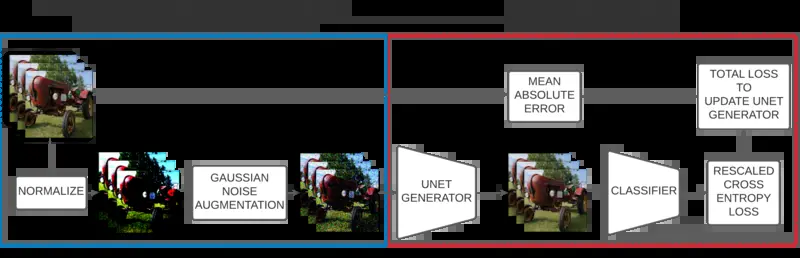 MEAN
ABSOLUTE
ERROR
TOTAL LOSS
TO
UPDATE UNET
GENERATOR
NORMALIZE
GAUSSIAN
NOISE
AUGMENTATION
UNET
GENERATOR
CLASSIFIER
RESCALED
CROSS
ENTROPY
LOSS